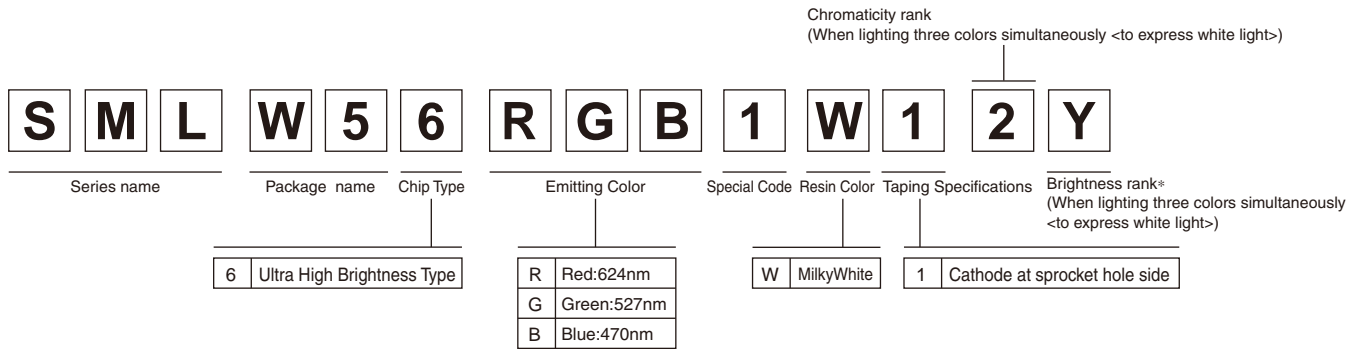 Chromaticity rank
(When lighting three colors simultaneously <to express white light>)
S M L W 5 6 R G B 1 W 1 2 Y
Series name Package name Chip Type Emitting Color Special Code Resin Color Taping Specifications Brightness rank*
(When lighting three colors simultaneously
<to express white light>)
6 Ultra High Brightness Type
R Red:624nm
G Green:527nm
B Blue:470nm
W MilkyWhite
1 Cathode at sprocket hole side